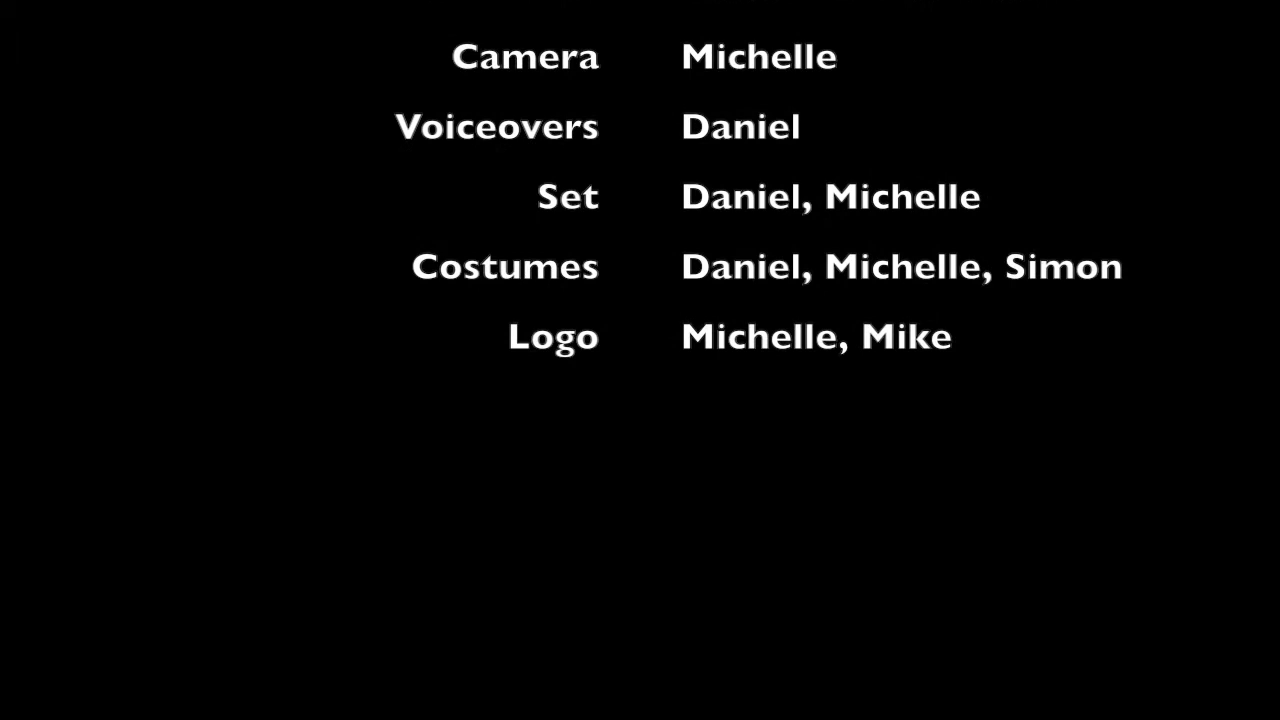 Camera Michelle
Voiceovers Daniel
Set Daniel, Michelle
Costumes Daniel, Michelle, Simon
Logo Michelle, Mike